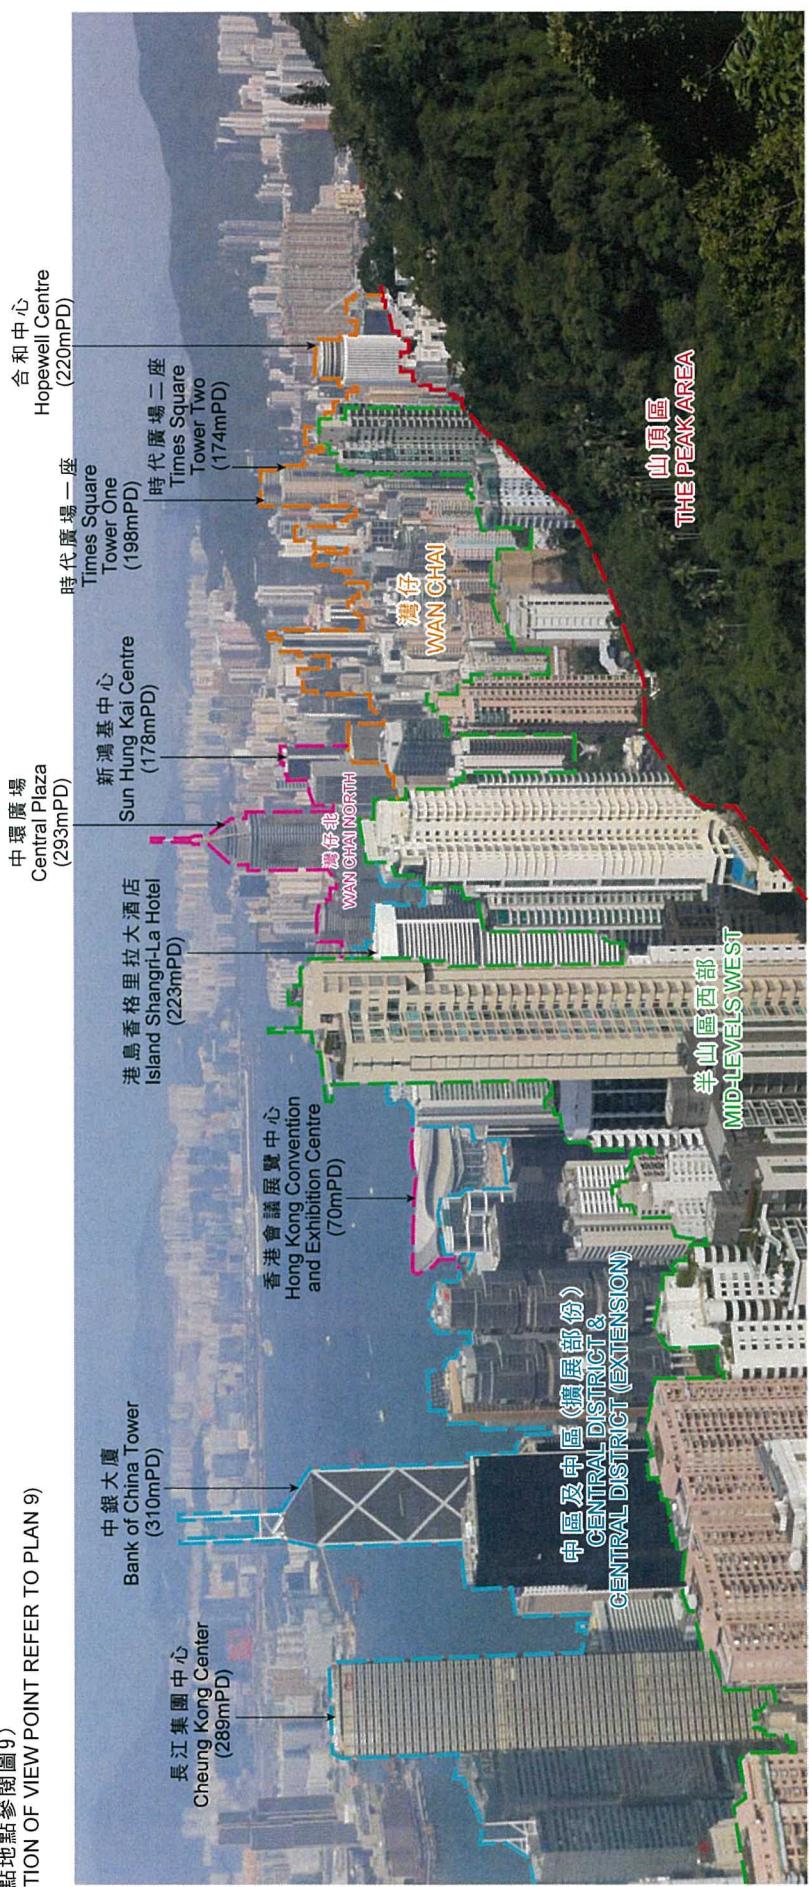 點地點參閱圖9)
TION OF VIEW POINT REFER TO PLAN 9)
長江集團中心
Cheung Kong Center
(289mPD)
中銀大廈
Bank of China Tower
(310mPD)
香港會議展覽中心
Hong Kong Convention
and Exhibition Centre
(70mPD)
港島香格里拉大酒店
Island Shangri-La Hotel
(223mPD)
中環廣場
Central Plaza
(293mPD)
新鴻基中心
Sun Hung Kai Centre
(178mPD)
時代廣場一座
Times Square
Tower One
(198mPD)
時代廣場二座
Times Square
Tower Two
(174mPD)
合和中心
Hopewell Centre
(220mPD)
中區及中區(擴展部份)
CENTRAL DISTRICT &
CENTRAL DISTRICT (EXTENSION)
半山區西部
MID-LEVELS WEST
灣仔北
WAN CHAI NORTH
灣仔
WAN CHAI
山頂區
THE PEAK AREA